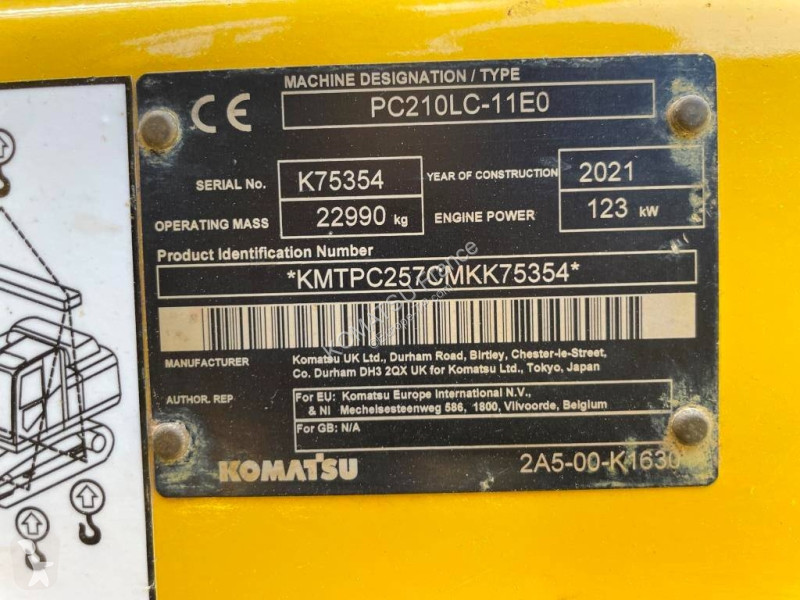 MACHINE DESIGNATION / TYPE
CE
PC210LC-11E0
SERIAL No.
K75354
YEAR OF CONSTRUCTION
2021
OPERATING MASS
22990 kg
ENGINE POWER
123 kW
Product Identification Number
*KMTPC257CMKK75354*
MANUFACTURER
Komatsu UK Ltd., Durham Road, Birtley, Chester-le-Street,
Co. Durham DH3 2QX UK for Komatsu Ltd., Tokyo, Japan
AUTHOR. REP
For EU: Komatsu Europe International N.V.,
& NI Mechelsesteenweg 586, 1800, Vilvoorde, Belgium
For GB: N/A
KOMATSU
2A5-00-K1630
KOMATSU France